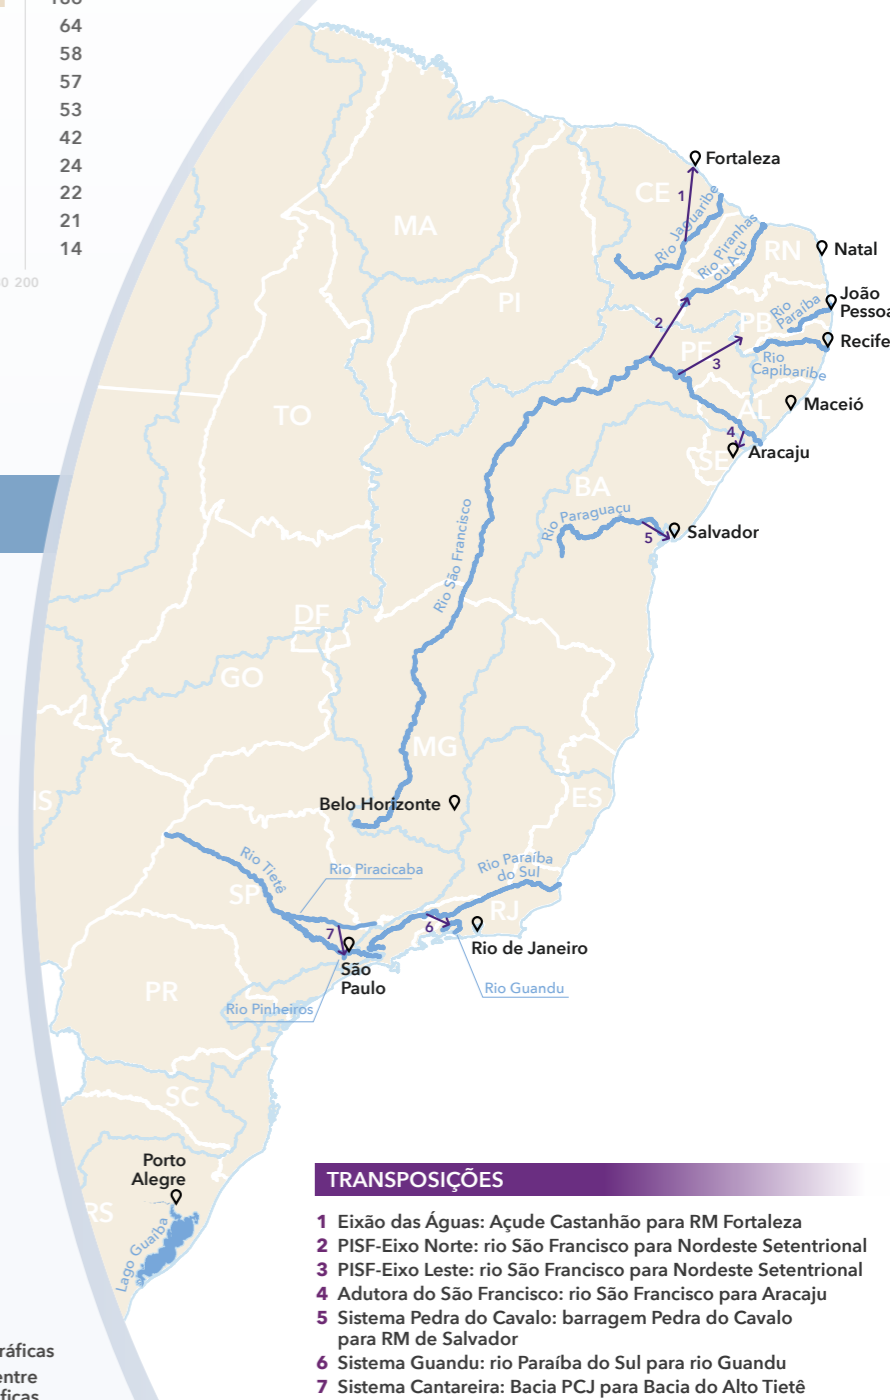 64
58
57
53
42
24
22
21
14
200
Fortaleza
CE
1
Rio Jaguaribe
MA
Rio Piranhas
ou Açu
RN
Natal
PI
João
Pessoa
Rio
Paraíba
PB
2
Recife
PE
3
Rio
Capibaribe
TO
AL
Maceió
4
SE
Aracaju
BA
Rio Paraguaçu
Rio São Francisco
5
Salvador
DF
GO
MG
ES
Belo Horizonte
Rio Tietê
Rio Piracicaba
Rio Paraíba
do Sul
SP
RJ
7
6
Rio de Janeiro
São
Paulo
PR
Rio Pinheiros
Rio Guandu
SC
Porto
Alegre
RS
Lago Guaíba
TRANSPOSIÇÕES
1 Eixão das Águas: Açude Castanhão para RM Fortaleza
2 PISF-Eixo Norte: rio São Francisco para Nordeste Setentrional
3 PISF-Eixo Leste: rio São Francisco para Nordeste Setentrional
4 Adutora do São Francisco: rio São Francisco para Aracaju
5 Sistema Pedra do Cavalo: barragem Pedra do Cavalo
para RM de Salvador
6 Sistema Guandu: rio Paraíba do Sul para rio Guandu
7 Sistema Cantareira: Bacia PCJ para Bacia do Alto Tietê
ráficas
entre